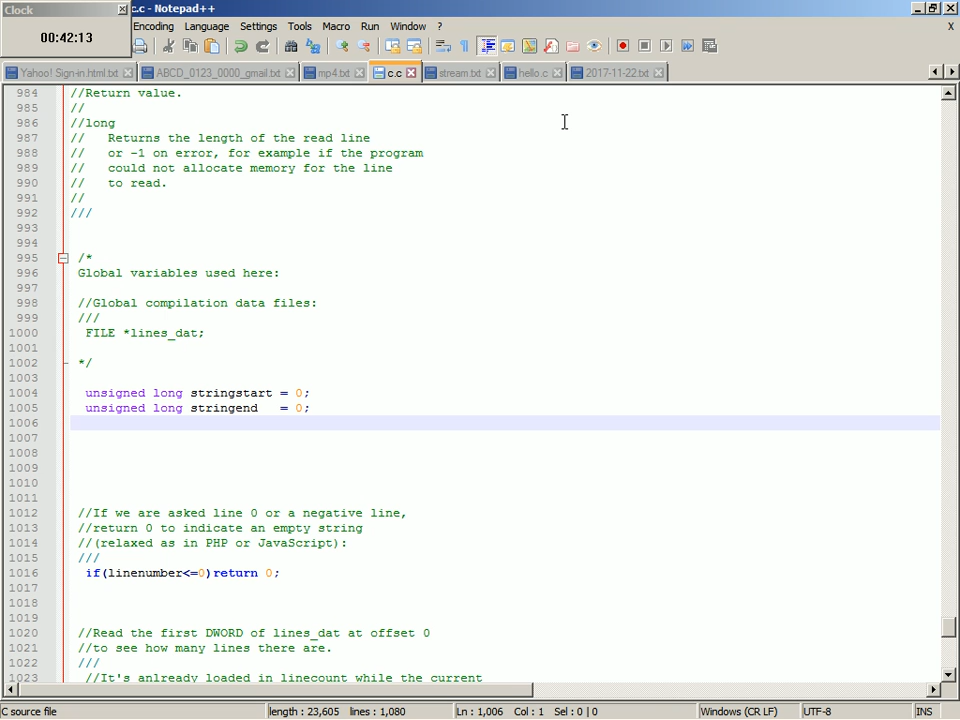 Clock
c.c - Notepad++
00:42:13
Encoding Language Settings Tools Macro Run Window ? X
Yahoo! Sign-in.html.txt ABCD_0123_0000_gmail.txt mp4.txt c.c stream.txt hello.c 2017-11-22.txt
984 //Return value.
985 //
986 //long
987 //   Returns the length of the read line
988 //   or -1 on error, for example if the program
989 //   could not allocate memory for the line
990 //   to read.
991 //
992 ///
993
994
995 /*
996 Global variables used here:
997
998 //Global compilation data files:
999 ///
1000 FILE *lines_dat;
1001
1002 */
1003
1004 unsigned long stringstart = 0;
1005 unsigned long stringend   = 0;
1006
1007
1008
1009
1010
1011
1012 //If we are asked line 0 or a negative line,
1013 //return 0 to indicate an empty string
1014 //(relaxed as in PHP or JavaScript):
1015 ///
1016 if(linenumber<=0)return 0;
1017
1018
1019
1020 //Read the first DWORD of lines_dat at offset 0
1021 //to see how many lines there are.
1022 ///
1023 //It's anlready loaded in linecount while the current
C source file length : 23,605 lines : 1,080 Ln : 1,006 Col : 1 Sel : 0 | 0 Windows (CR LF) UTF-8 INS